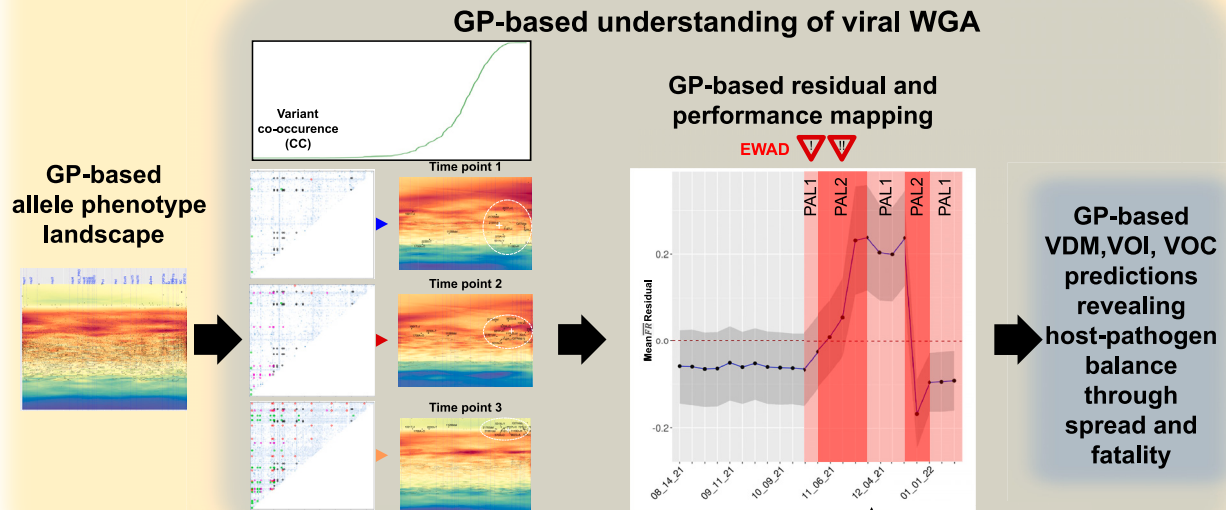 GP-based understanding of viral WGA
GP-based
allele phenotype
landscape
Variant
co-occurence
(CC)
Time point 1
Time point 2
Time point 3
GP-based residual and
performance mapping
EWAD ! !!
PAL1
PAL2
PAL1
PAL2
PAL1
Mean FR Residual
0.2
0.0
-0.2
08_14_21
09_11_21
10_09_21
11_06_21
12_04_21
01_01_22
GP-based
VDM,VOI, VOC
predictions
revealing
host-pathogen
balance
through
spread and
fatality